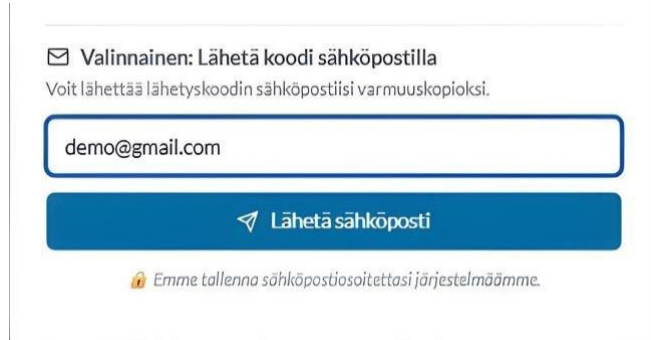 Valinnainen: Lähetä koodi sähköpostilla
Voit lähettää lähetyskoodin sähköpostiisi varmuuskopioksi.
demo@gmail.com
Lähetä sähköposti
Emme tallenna sähköpostiosoitettasi järjestelmäämme.